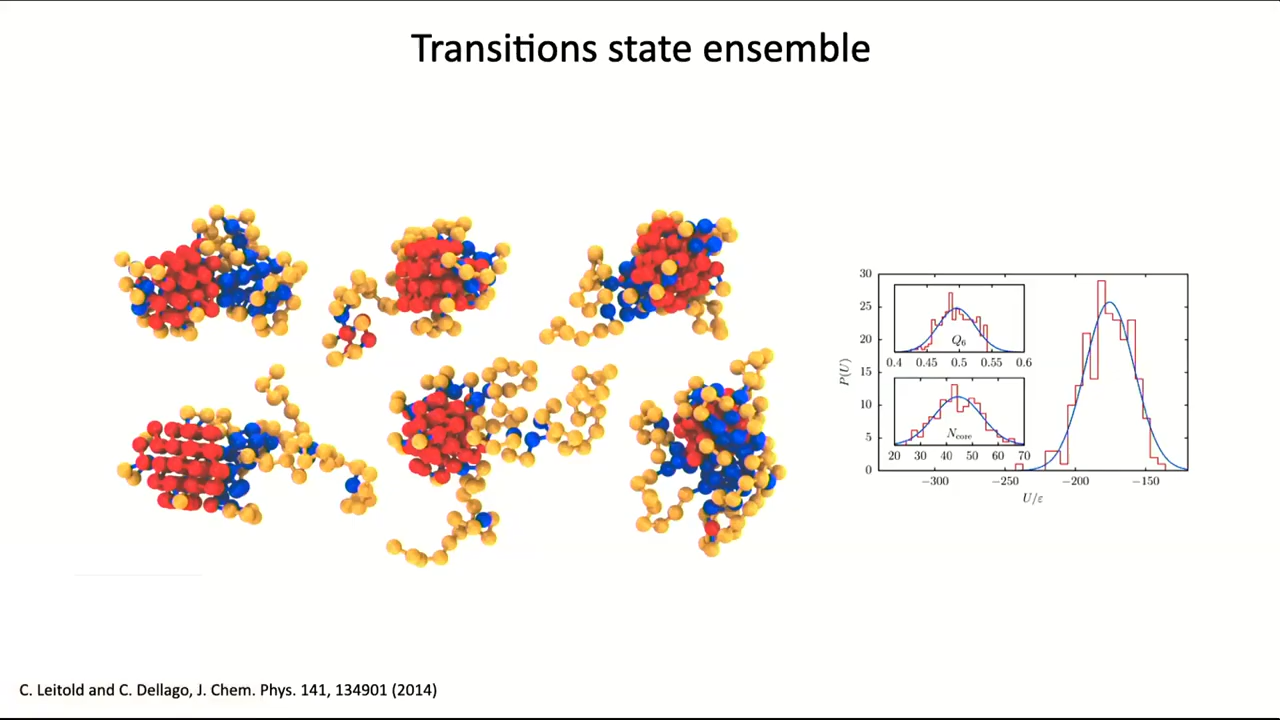 Transitions state ensemble
30
25
20
15
10
5
0
P(U)
0.4 0.45 0.5 0.55 0.6
Q6
20 30 40 50 60 70
Ncore
−300 −250 −200 −150
U/ε
C. Leitold and C. Dellago, J. Chem. Phys. 141, 134901 (2014)